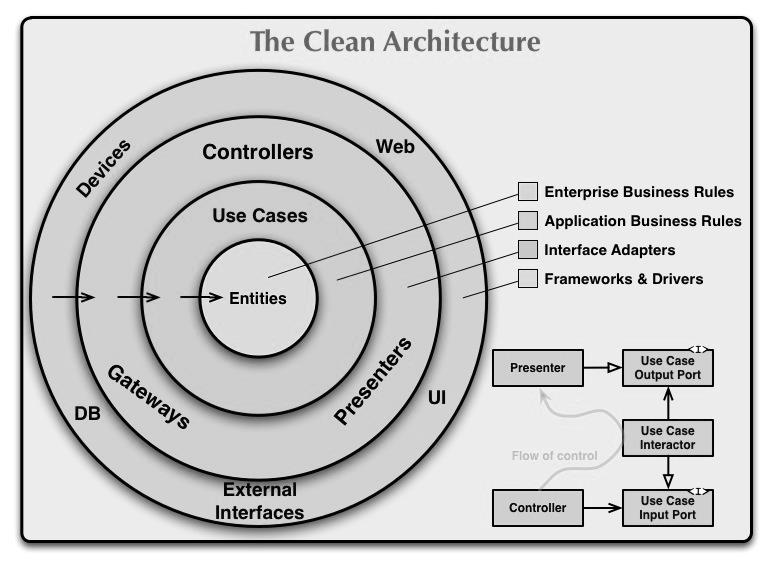 The Clean Architecture
Devices
Web
Controllers
Use Cases
Entities
Gateways
Presenters
DB
UI
External
Interfaces
Enterprise Business Rules
Application Business Rules
Interface Adapters
Frameworks & Drivers
Presenter
<I>
Use Case
Output Port
Use Case
Interactor
Flow of control
Controller
<I>
Use Case
Input Port